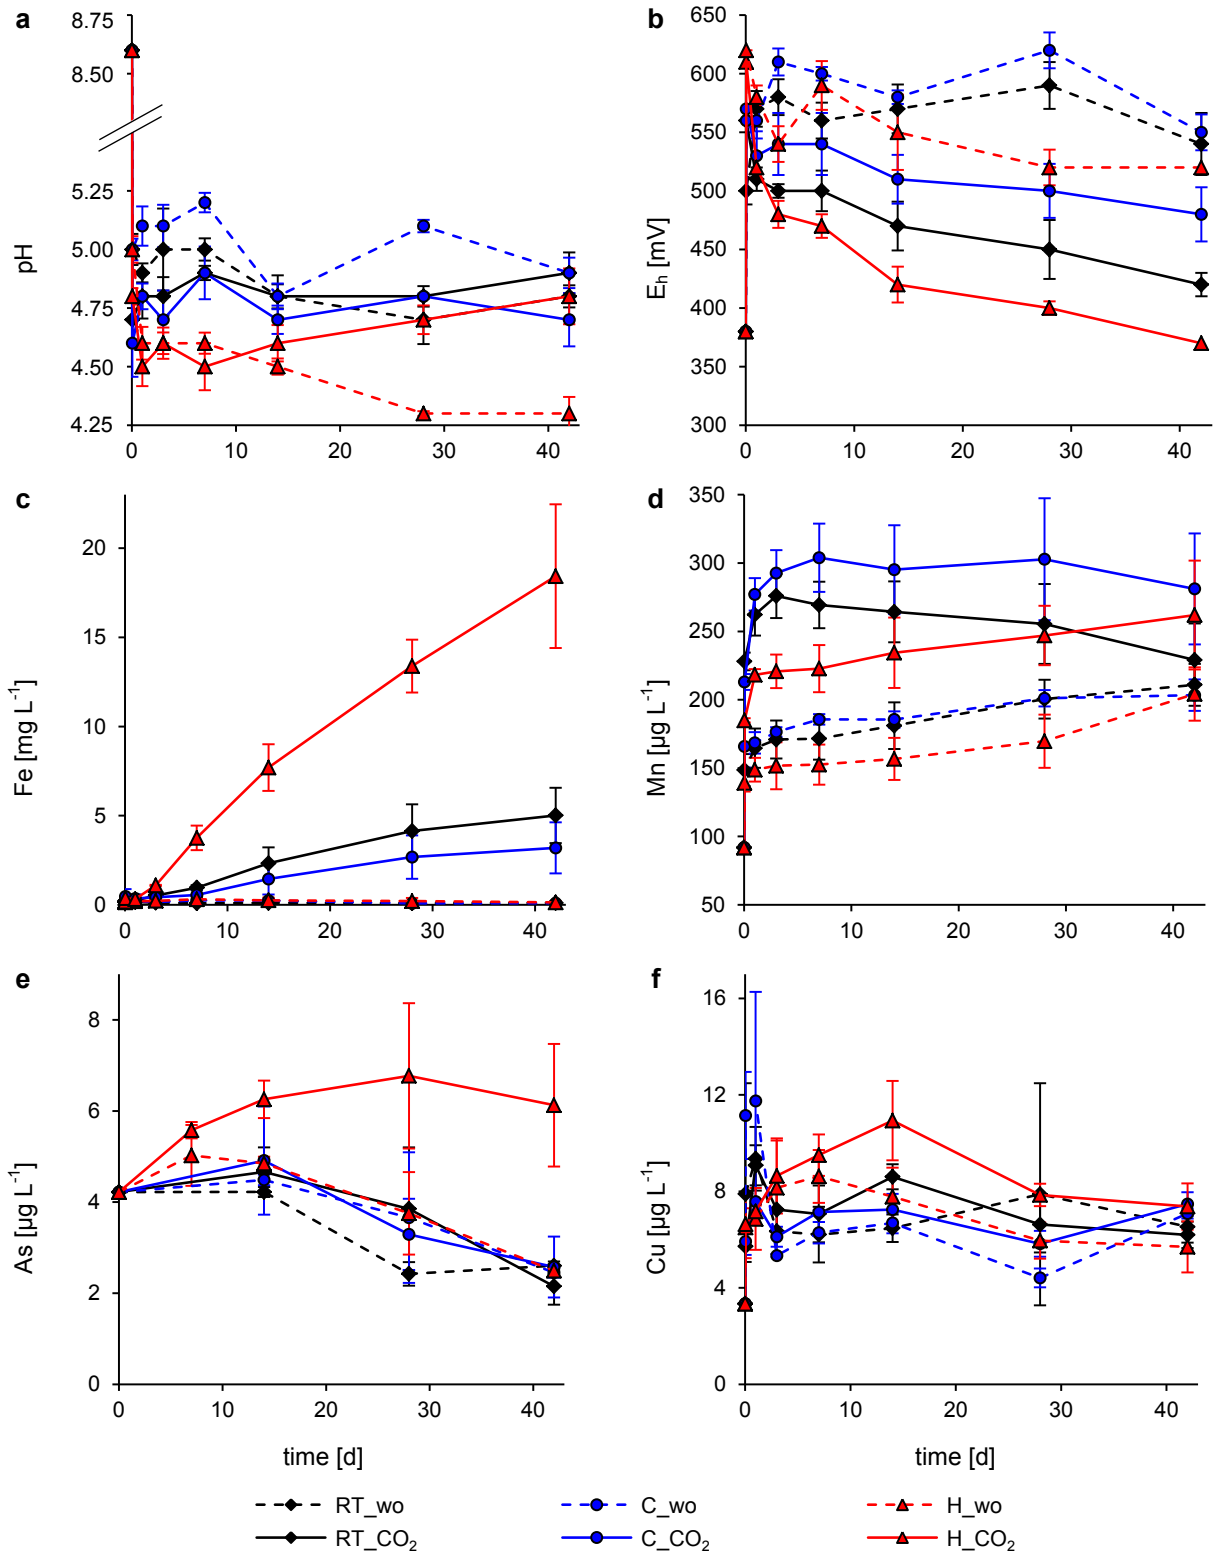 a
8.75
8.50
5.25
5.00
4.75
4.50
4.25
pH
0 10 20 30 40
b
650
600
550
500
450
400
350
300
Eₕ [mV]
0 10 20 30 40
c
20
15
10
5
0
Fe [mg L⁻¹]
0 10 20 30 40
d
350
300
250
200
150
100
50
Mn [µg L⁻¹]
0 10 20 30 40
e
8
6
4
2
0
As [µg L⁻¹]
0 10 20 30 40
time [d]
f
16
12
8
4
0
Cu [µg L⁻¹]
0 10 20 30 40
time [d]
RT_wo C_wo H_wo
RT_CO₂ C_CO₂ H_CO₂